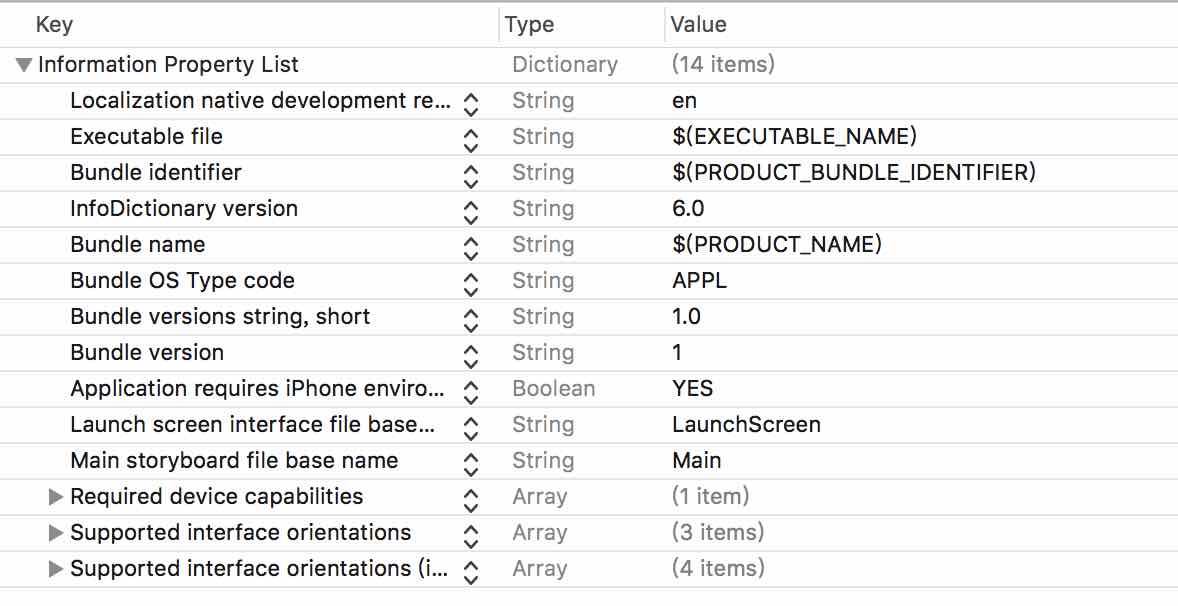 Key Type Value
Information Property List Dictionary (14 items)
Localization native development re... String en
Executable file String $(EXECUTABLE_NAME)
Bundle identifier String $(PRODUCT_BUNDLE_IDENTIFIER)
InfoDictionary version String 6.0
Bundle name String $(PRODUCT_NAME)
Bundle OS Type code String APPL
Bundle versions string, short String 1.0
Bundle version String 1
Application requires iPhone enviro... Boolean YES
Launch screen interface file base... String LaunchScreen
Main storyboard file base name String Main
Required device capabilities Array (1 item)
Supported interface orientations Array (3 items)
Supported interface orientations (i... Array (4 items)